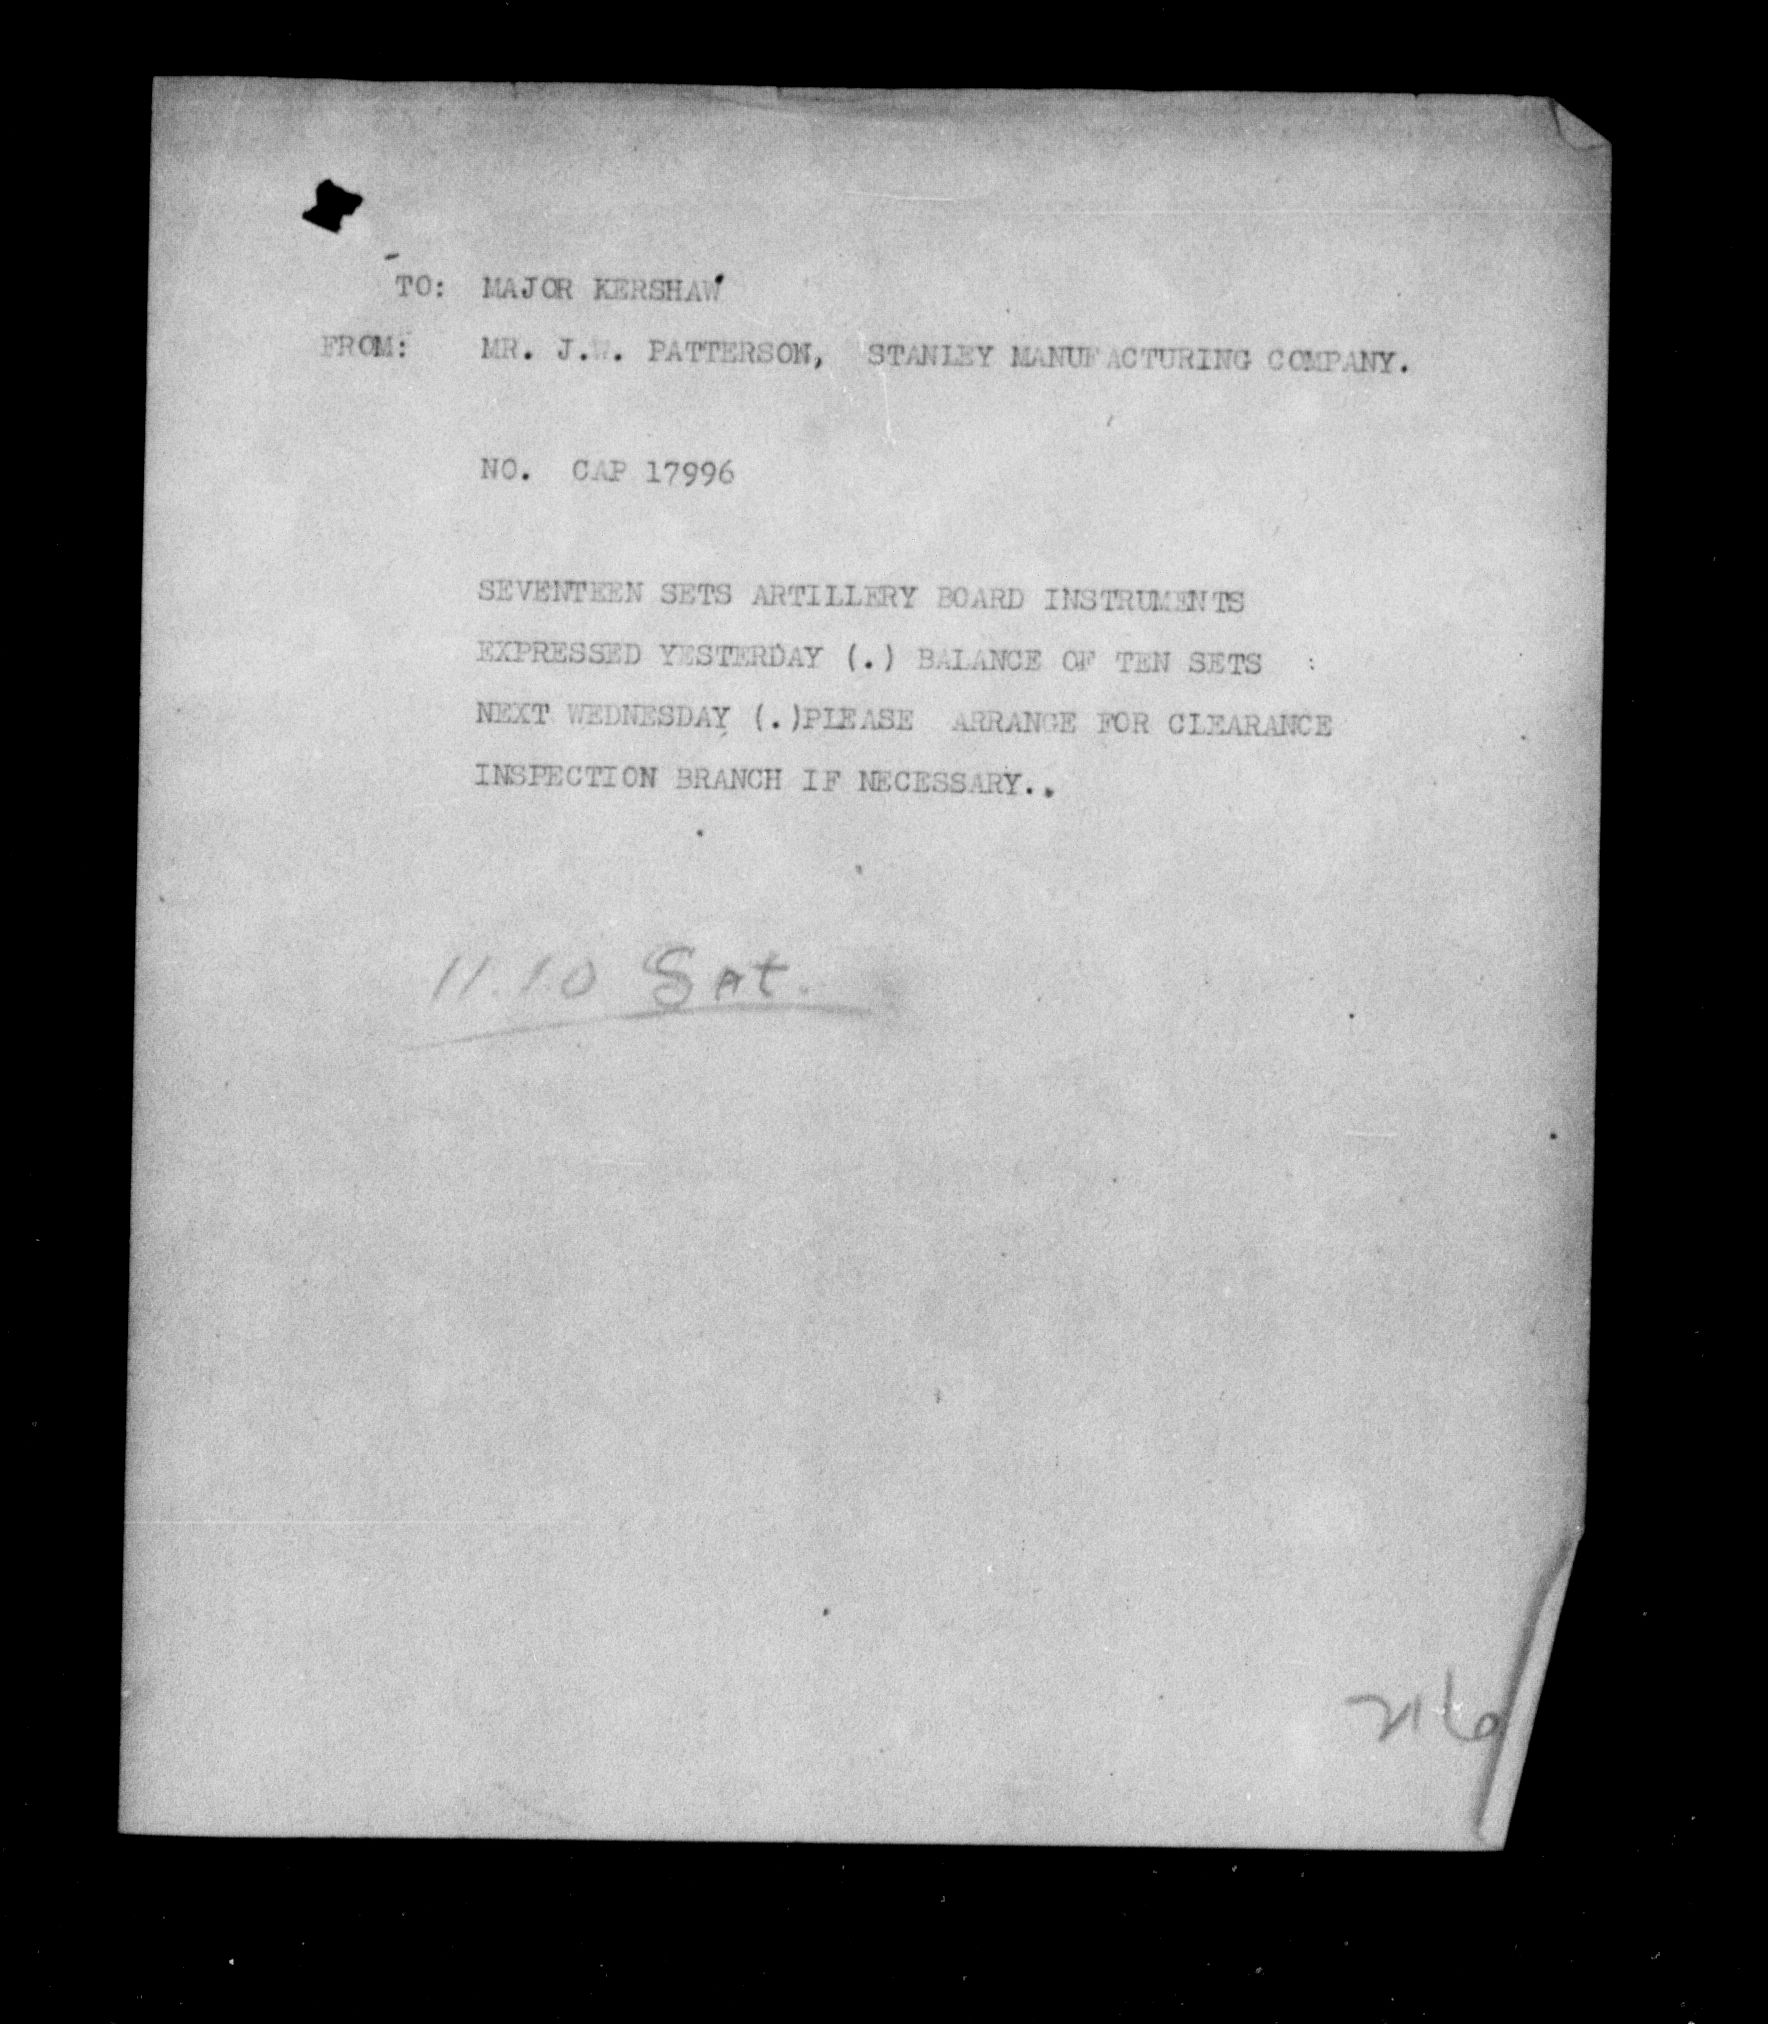 TO: MAJOR KERSHAW
FROM: MR. J.W. PATTERSON, STANLEY MANUFACTURING COMPANY.
NO. CAP 17996
SEVENTEEN SETS ARTILLERY BOARD INSTRUMENTS
EXPRESSED YESTERDAY (.) BALANCE OF TEN SETS :
NEXT WEDNESDAY (.)PLEASE ARRANGE FOR CLEARANCE
INSPECTION BRANCH IF NECESSARY..
11.10 Sat.
216